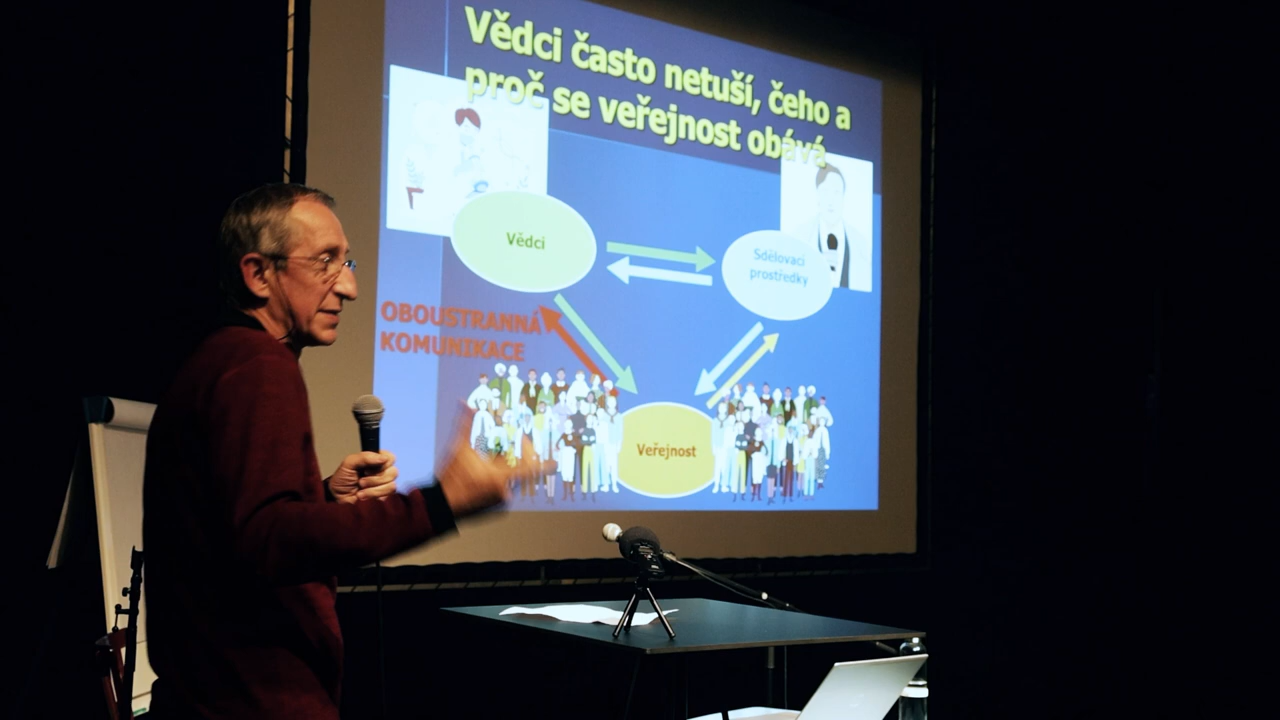 Vědci často netuší, čeho a
proč se veřejnost obává
Vědci
Sdělovací
prostředky
OBOUSTRANNÁ
KOMUNIKACE
Veřejnost